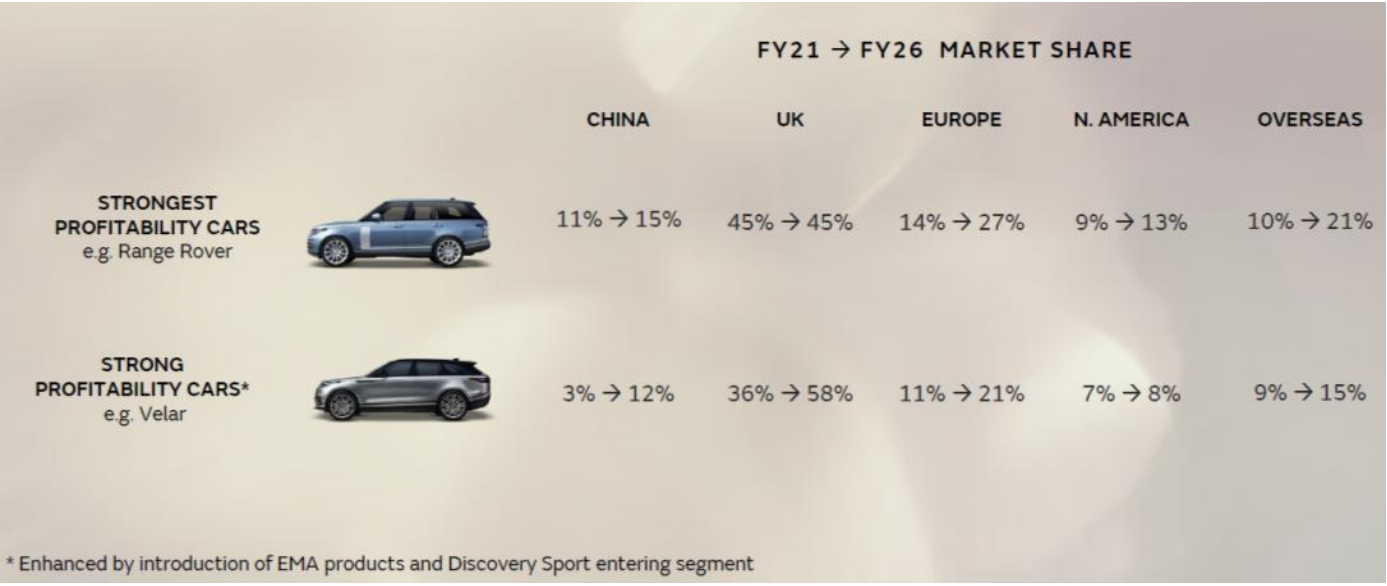 FY21 → FY26 MARKET SHARE
CHINA UK EUROPE N. AMERICA OVERSEAS
STRONGEST
PROFITABILITY CARS
e.g. Range Rover
11% → 15% 45% → 45% 14% → 27% 9% → 13% 10% → 21%
STRONG
PROFITABILITY CARS*
e.g. Velar
3% → 12% 36% → 58% 11% → 21% 7% → 8% 9% → 15%
* Enhanced by introduction of EMA products and Discovery Sport entering segment